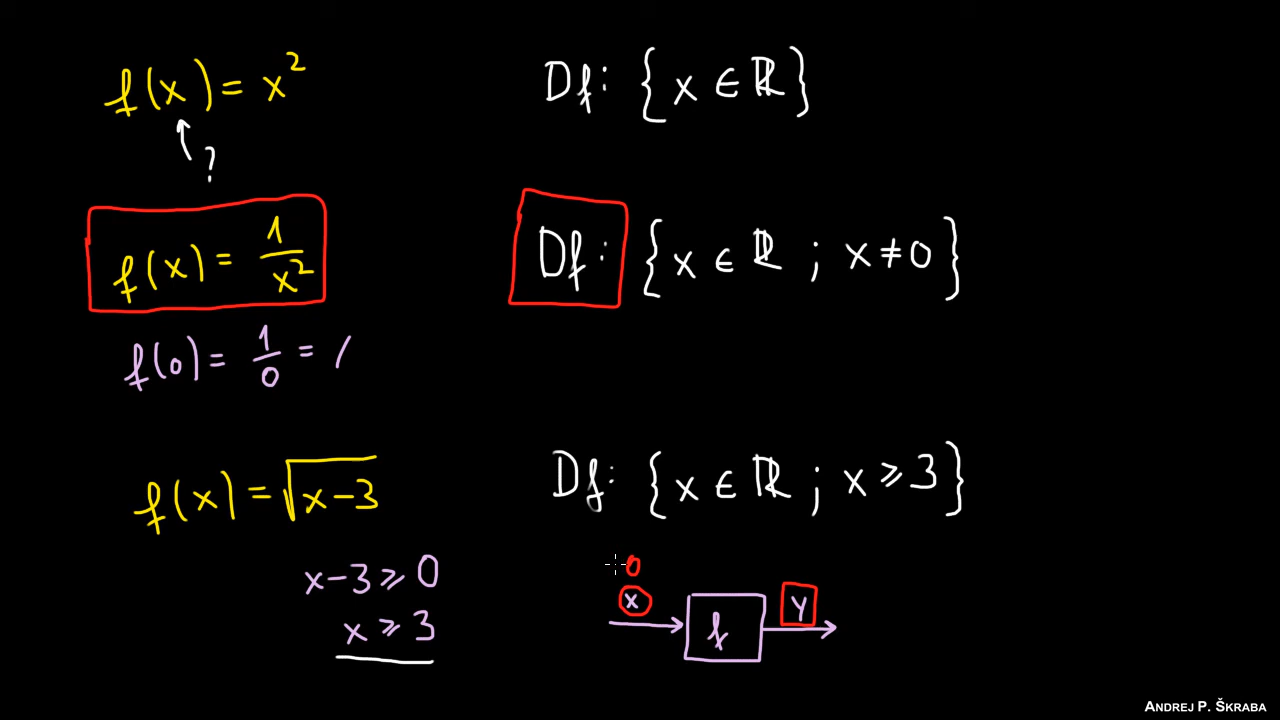 f(x) = x² Df: {x ∈ ℝ}
?
f(x) = 1/x² Df: {x ∈ ℝ ; x ≠ 0}
f(0) = 1/0 = /
f(x) = √(x-3) Df: {x ∈ ℝ ; x ⩾ 3}
x-3 ⩾ 0
0
x ⩾ 3
x f y
ANDREJ P. ŠKRABA